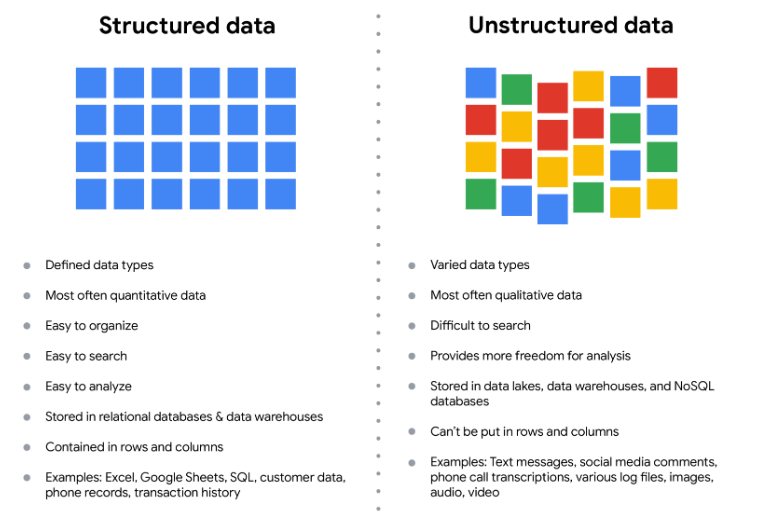 Structured data
Defined data types
Most often quantitative data
Easy to organize
Easy to search
Easy to analyze
Stored in relational databases & data warehouses
Contained in rows and columns
Examples: Excel, Google Sheets, SQL, customer data,
phone records, transaction history
Unstructured data
Varied data types
Most often qualitative data
Difficult to search
Provides more freedom for analysis
Stored in data lakes, data warehouses, and NoSQL
databases
Can't be put in rows and columns
Examples: Text messages, social media comments,
phone call transcriptions, various log files, images,
audio, video